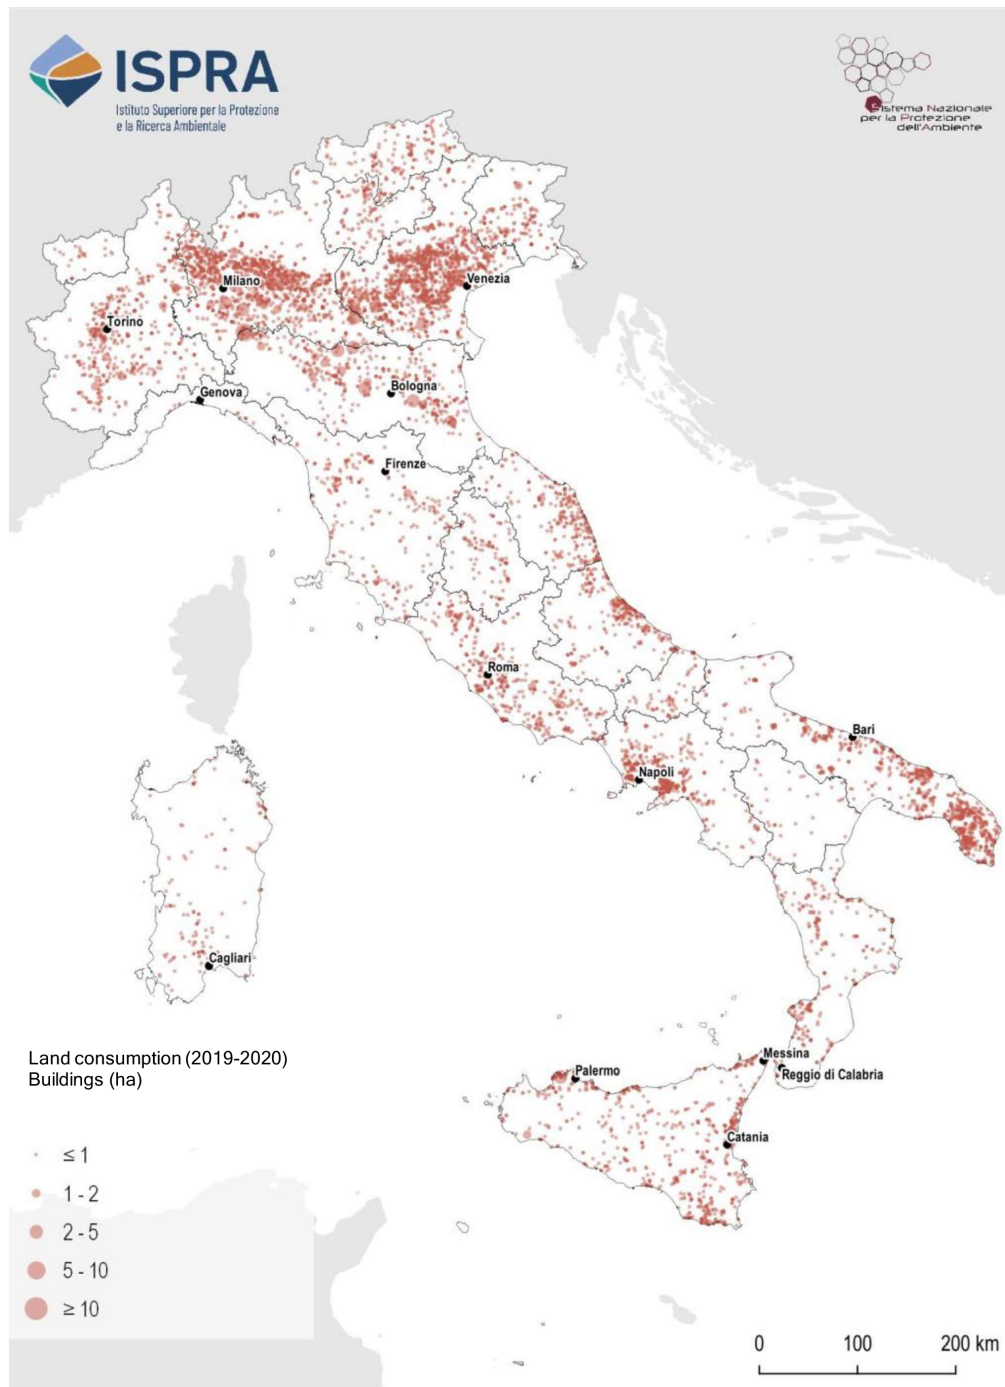 ISPRA
Istituto Superiore per la Protezione
e la Ricerca Ambientale
Sistema Nazionale
per la Protezione
dell'Ambiente
Milano
Venezia
Torino
Genova
Bologna
Firenze
Roma
Bari
Napoli
Cagliari
Land consumption (2019-2020)
Buildings (ha)
Messina
Palermo
Reggio di Calabria
Catania
≤ 1
1 - 2
2 - 5
5 - 10
≥ 10
0 100 200 km